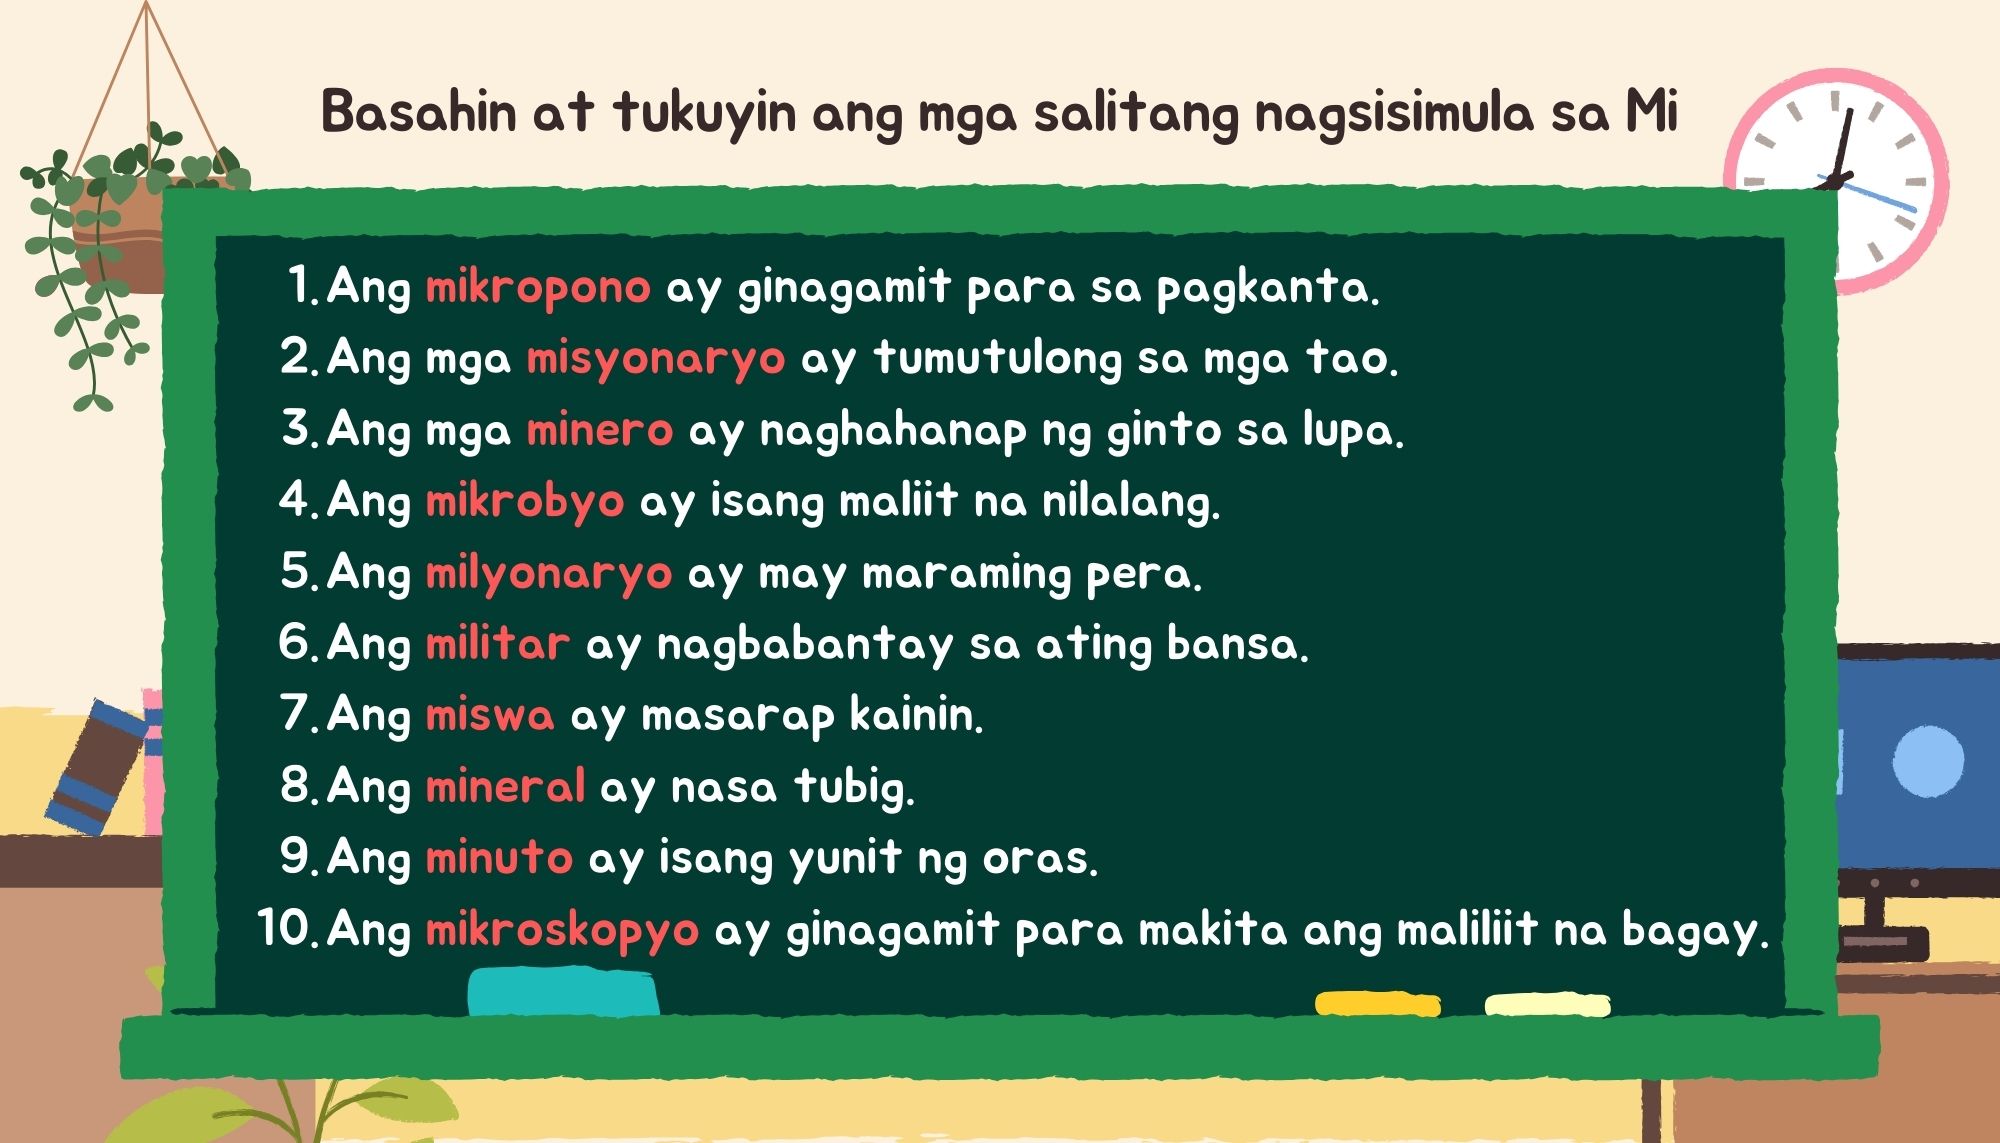 Basahin at tukuyin ang mga salitang nagsisimula sa Mi
1. Ang mikropono ay ginagamit para sa pagkanta.
2. Ang mga misyonaryo ay tumutulong sa mga tao.
3. Ang mga minero ay naghahanap ng ginto sa lupa.
4. Ang mikrobyo ay isang maliit na nilalang.
5. Ang milyonaryo ay may maraming pera.
6. Ang militar ay nagbabantay sa ating bansa.
7. Ang miswa ay masarap kainin.
8. Ang mineral ay nasa tubig.
9. Ang minuto ay isang yunit ng oras.
10. Ang mikroskopyo ay ginagamit para makita ang maliliit na bagay.